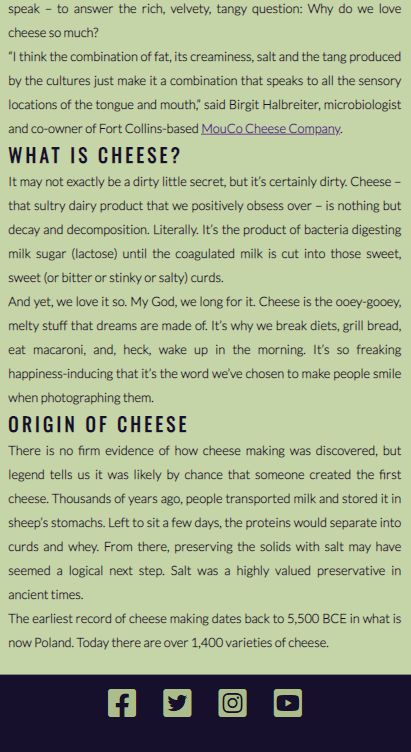 speak – to answer the rich, velvety, tangy question: Why do we love
cheese so much?
“I think the combination of fat, its creaminess, salt and the tang produced
by the cultures just make it a combination that speaks to all the sensory
locations of the tongue and mouth,” said Birgit Halbreiter, microbiologist
and co-owner of Fort Collins-based MouCo Cheese Company.
WHAT IS CHEESE?
It may not exactly be a dirty little secret, but it’s certainly dirty. Cheese –
that sultry dairy product that we positively obsess over – is nothing but
decay and decomposition. Literally. It’s the product of bacteria digesting
milk sugar (lactose) until the coagulated milk is cut into those sweet,
sweet (or bitter or stinky or salty) curds.
And yet, we love it so. My God, we long for it. Cheese is the ooey-gooey,
melty stuff that dreams are made of. It’s why we break diets, grill bread,
eat macaroni, and, heck, wake up in the morning. It’s so freaking
happiness-inducing that it’s the word we’ve chosen to make people smile
when photographing them.
ORIGIN OF CHEESE
There is no firm evidence of how cheese making was discovered, but
legend tells us it was likely by chance that someone created the first
cheese. Thousands of years ago, people transported milk and stored it in
sheep’s stomachs. Left to sit a few days, the proteins would separate into
curds and whey. From there, preserving the solids with salt may have
seemed a logical next step. Salt was a highly valued preservative in
ancient times.
The earliest record of cheese making dates back to 5,500 BCE in what is
now Poland. Today there are over 1,400 varieties of cheese.